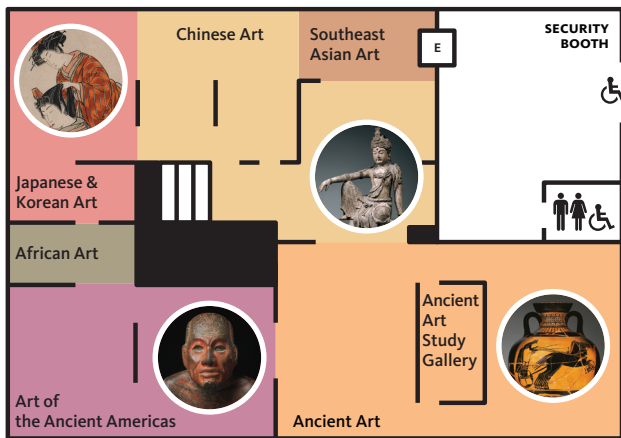 Chinese Art
Southeast
Asian Art
E
SECURITY
BOOTH
Japanese &
Korean Art
African Art
Ancient
Art
Study
Gallery
Art of
the Ancient Americas
Ancient Art